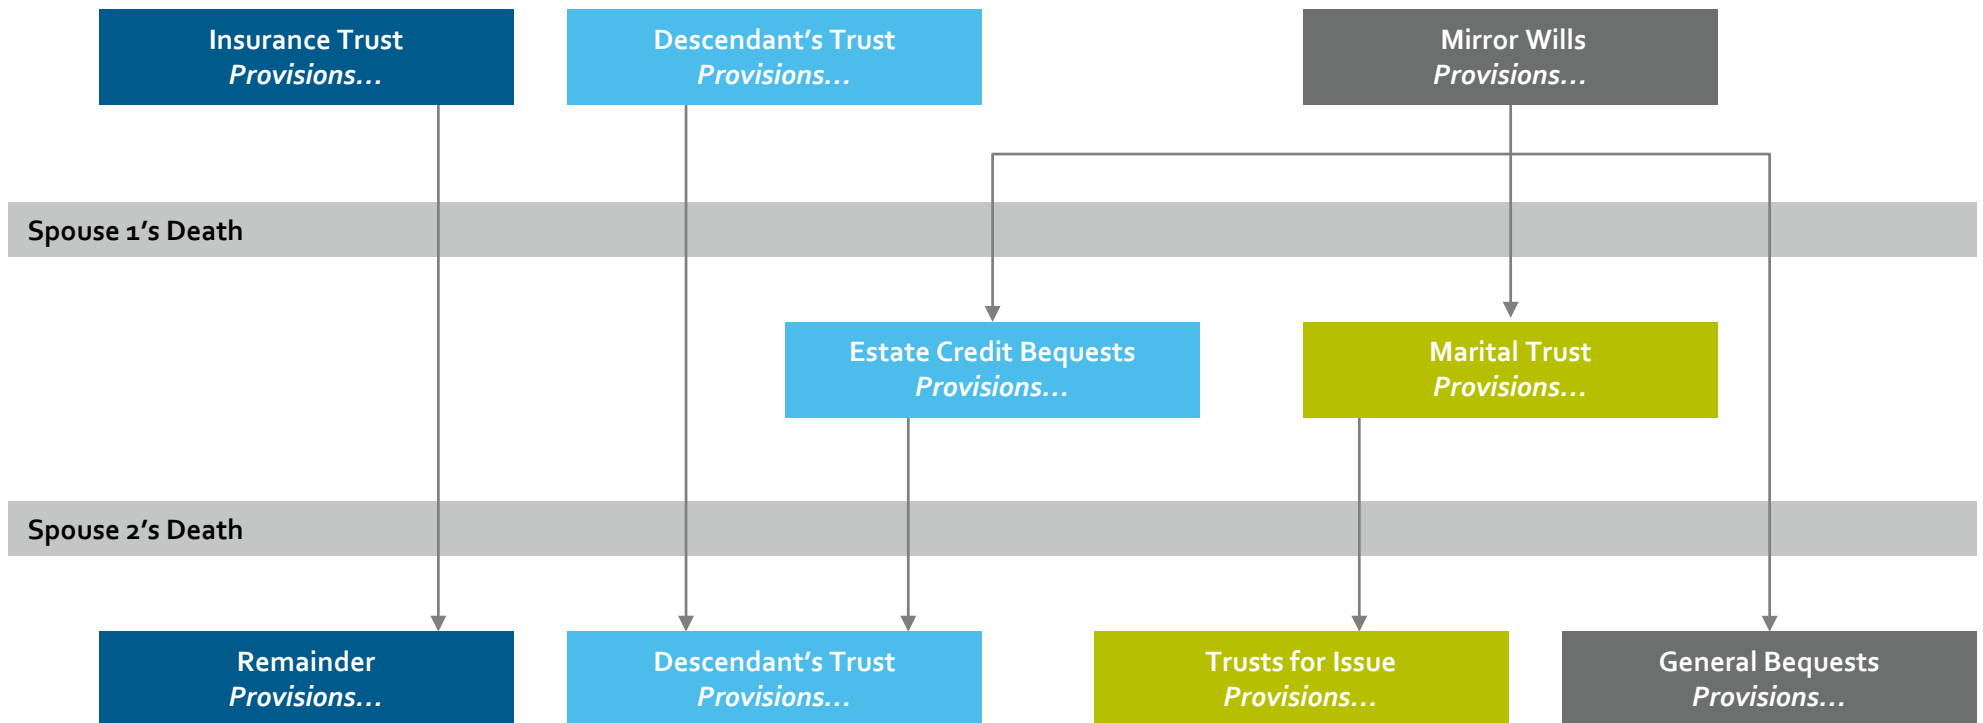 Insurance Trust
Provisions…
Descendant’s Trust
Provisions…
Mirror Wills
Provisions…
Spouse 1’s Death
Estate Credit Bequests
Provisions…
Marital Trust
Provisions…
Spouse 2’s Death
Remainder
Provisions…
Descendant’s Trust
Provisions…
Trusts for Issue
Provisions…
General Bequests
Provisions…